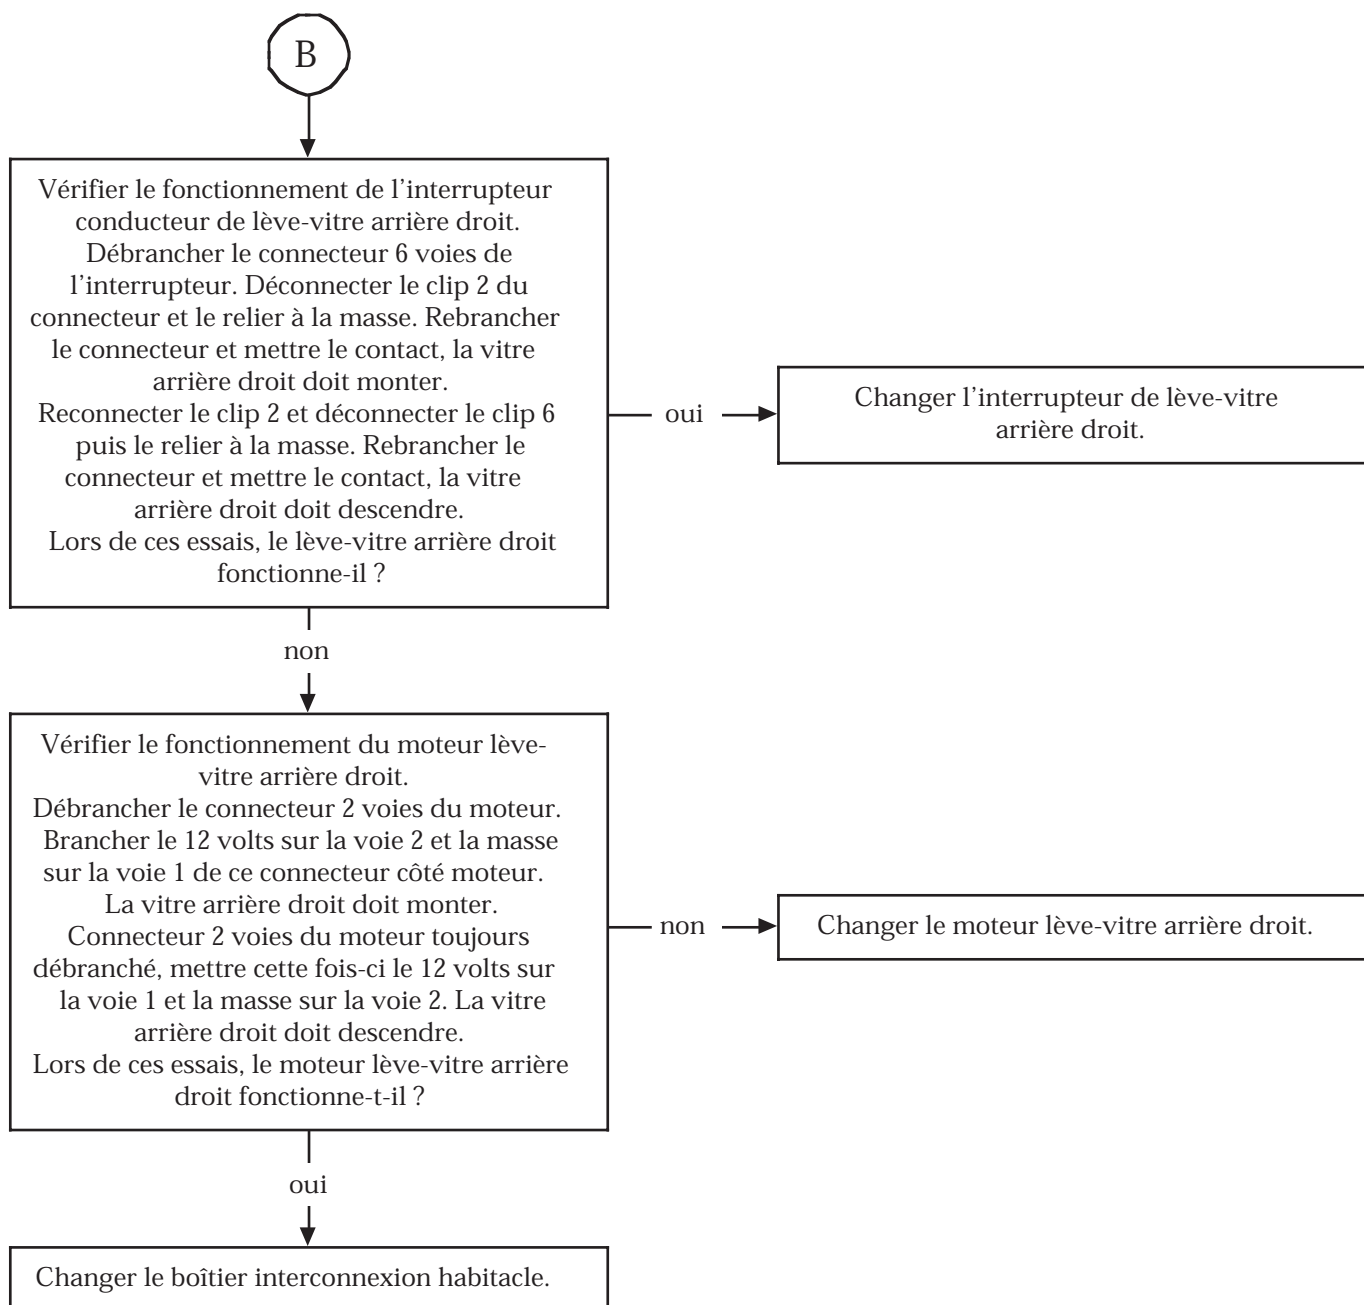 B
Vérifier le fonctionnement de l’interrupteur
conducteur de lève-vitre arrière droit.
Débrancher le connecteur 6 voies de
l’interrupteur. Déconnecter le clip 2 du
connecteur et le relier à la masse. Rebrancher
le connecteur et mettre le contact, la vitre
arrière droit doit monter.
Reconnecter le clip 2 et déconnecter le clip 6
puis le relier à la masse. Rebrancher le
connecteur et mettre le contact, la vitre
arrière droit doit descendre.
Lors de ces essais, le lève-vitre arrière droit
fonctionne-il ?
oui
Changer l’interrupteur de lève-vitre
arrière droit.
non
Vérifier le fonctionnement du moteur lève-
vitre arrière droit.
Débrancher le connecteur 2 voies du moteur.
Brancher le 12 volts sur la voie 2 et la masse
sur la voie 1 de ce connecteur côté moteur.
La vitre arrière droit doit monter.
Connecteur 2 voies du moteur toujours
débranché, mettre cette fois-ci le 12 volts sur
la voie 1 et la masse sur la voie 2. La vitre
arrière droit doit descendre.
Lors de ces essais, le moteur lève-vitre arrière
droit fonctionne-t-il ?
non
Changer le moteur lève-vitre arrière droit.
oui
Changer le boîtier interconnexion habitacle.